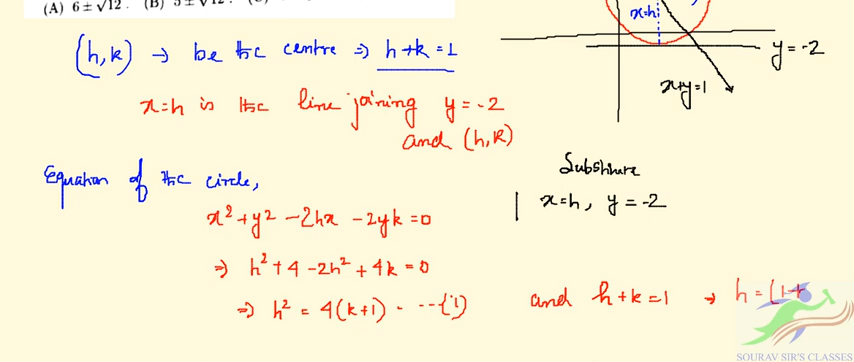 (A) 6 ± √12 . (B) 5 ± √12 .
x=h
y = -2
x+y=1
(h,k) → be the centre ⇒ h+k=1
x=h is the line joining y = -2
and (h,k)
Equation of the circle,
Substitute
x=h, y = -2
x² + y² - 2hx - 2yk = 0
⇒ h² + 4 - 2h² + 4k = 0
⇒ h² = 4(k+1) - --(i) and h+k=1 → h = (1-
SOURAV SIR'S CLASSES